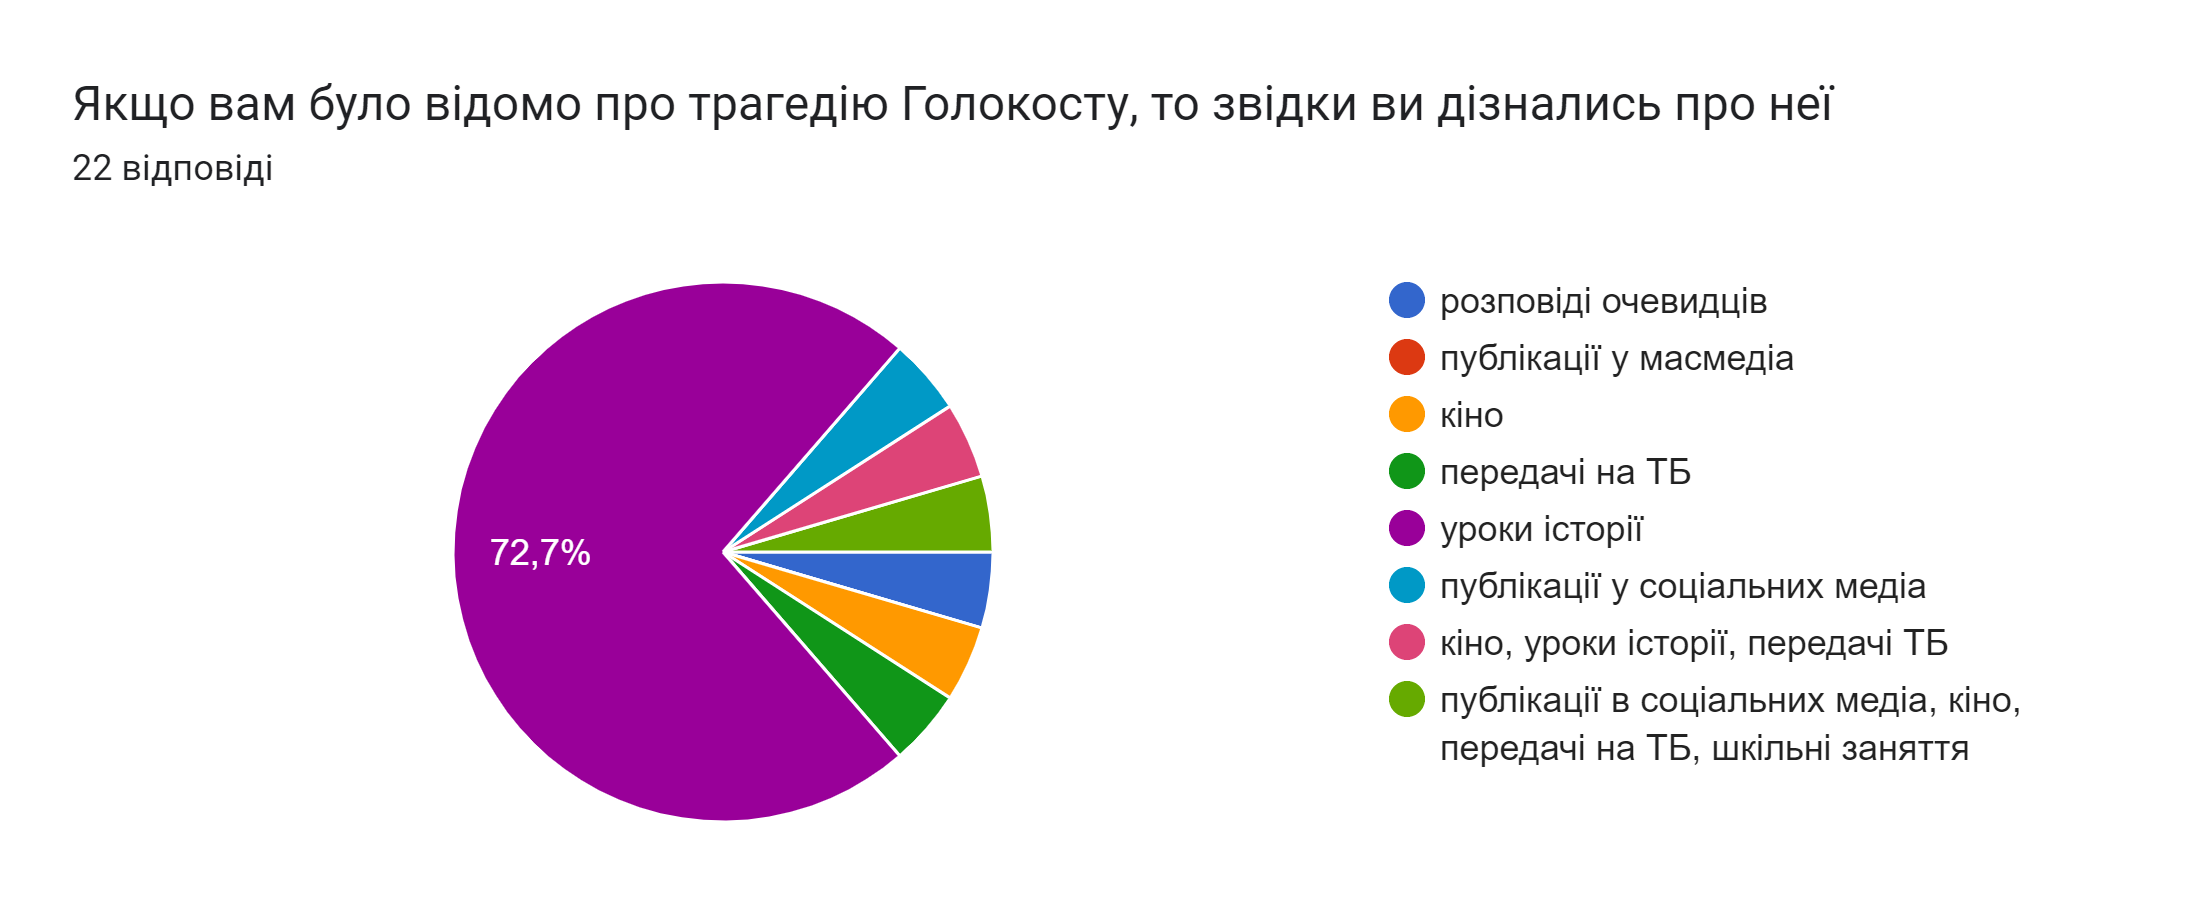 Якщо вам було відомо про трагедію Голокосту, то звідки ви дізнались про неї
22 відповіді
72,7%
розповіді очевидців
публікації у масмедіа
кіно
передачі на ТБ
уроки історії
публікації у соціальних медіа
кіно, уроки історії, передачі ТБ
публікації в соціальних медіа, кіно,
передачі на ТБ, шкільні заняття